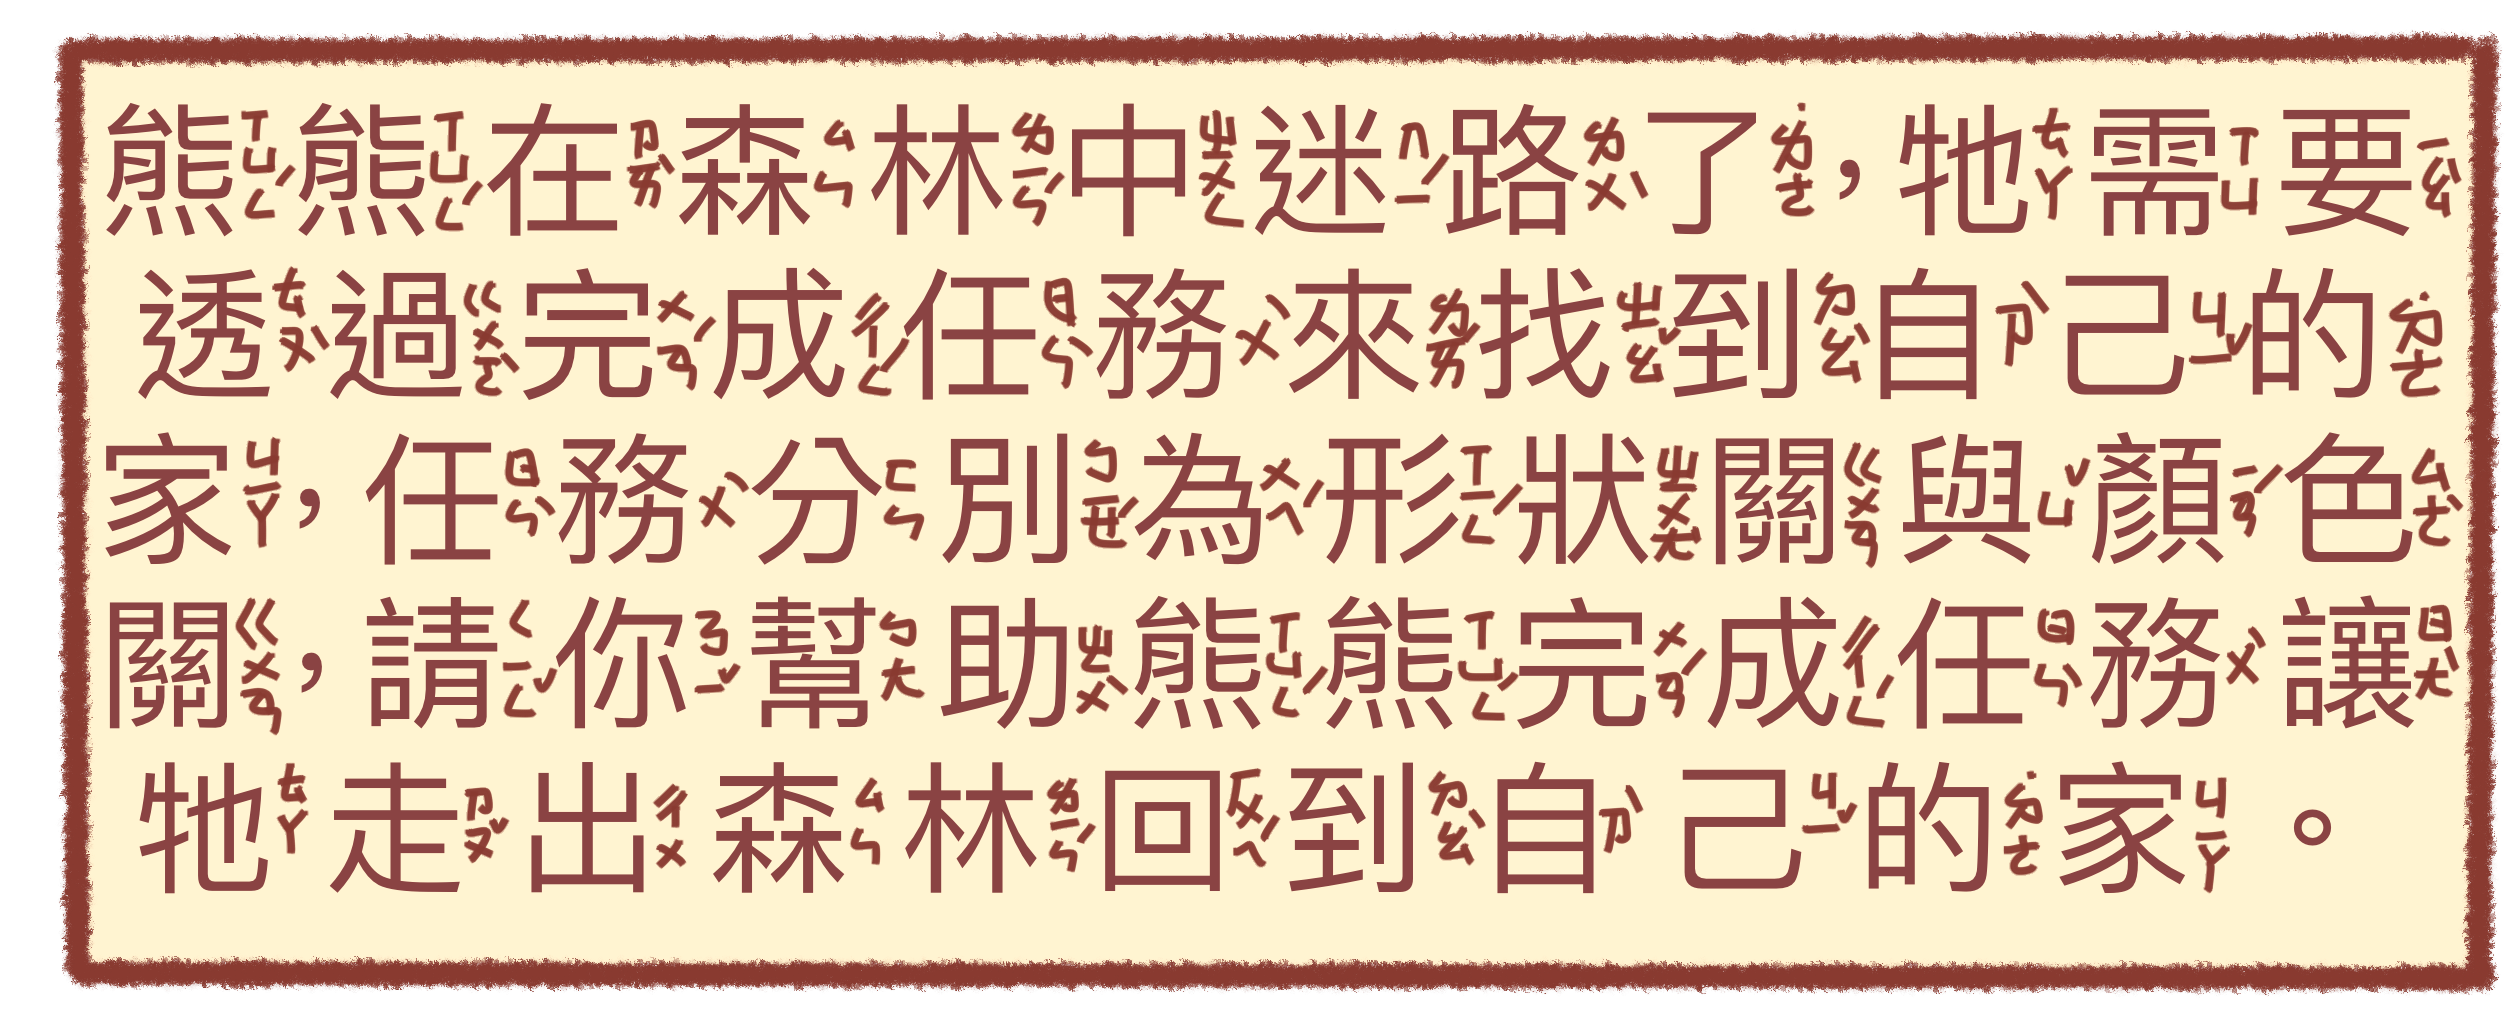 熊熊在森林中迷路了，牠需要
透過完成任務來找到自己的
家，任務分別為形狀關與顏色
關，請你幫助熊熊完成任務讓
牠走出森林回到自己的家。